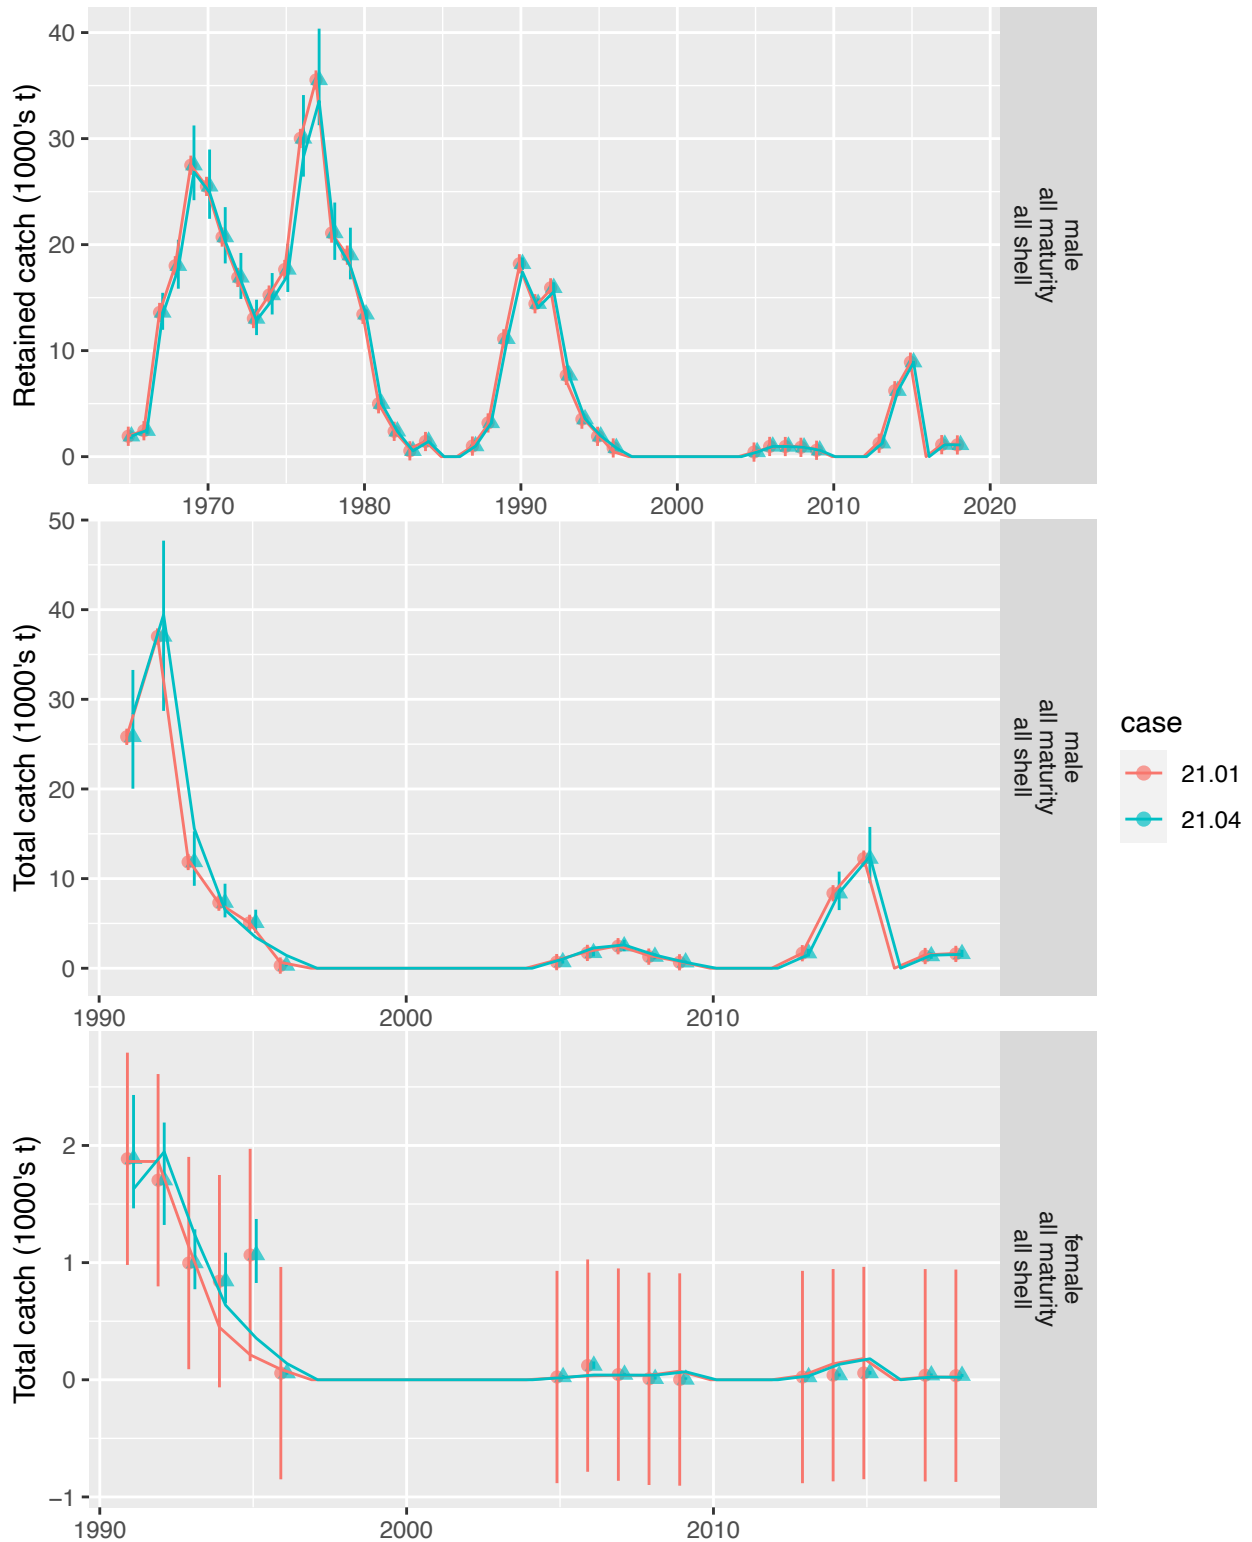 Retained catch (1000's t)
40
30
20
10
0
1970 1980 1990 2000 2010 2020
male
all maturity
all shell
Total catch (1000's t)
50
40
30
20
10
0
1990 2000 2010
male
all maturity
all shell
Total catch (1000's t)
2
1
0
−1
1990 2000 2010
female
all maturity
all shell
case
21.01
21.04